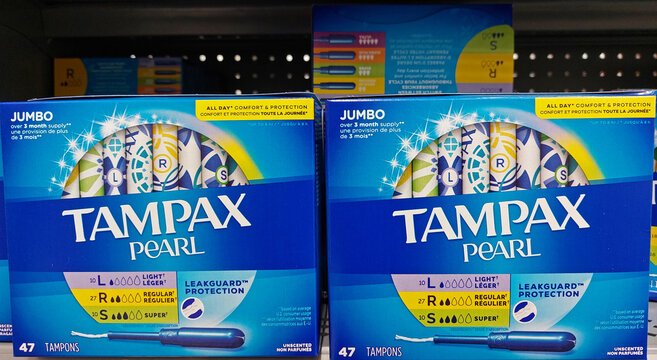 R
S
R
JUMBO
over 3 month supply**
une provision de plus
de 3 mois**
ALL DAY* COMFORT & PROTECTION
CONFORT ET PROTECTION TOUTE LA JOURNÉE*
L
R
S
TAMPAX
PEARL
10 L LIGHT†
LÉGER†
27 R REGULAR†
RÉGULIER†
10 S SUPER†
LEAKGUARD™
PROTECTION
47 TAMPONS
UNSCENTED
NON PARFUMÉS
JUMBO
over 3 month supply**
une provision de plus
de 3 mois**
ALL DAY* COMFORT & PROTECTION
CONFORT ET PROTECTION TOUTE LA JOURNÉE*
L
R
S
TAMPAX
PEARL
10 L LIGHT†
LÉGER†
27 R REGULAR†
RÉGULIER†
10 S SUPER†
LEAKGUARD™
PROTECTION
47 TAMPONS
UNSCENTED
NON PARFUMÉS